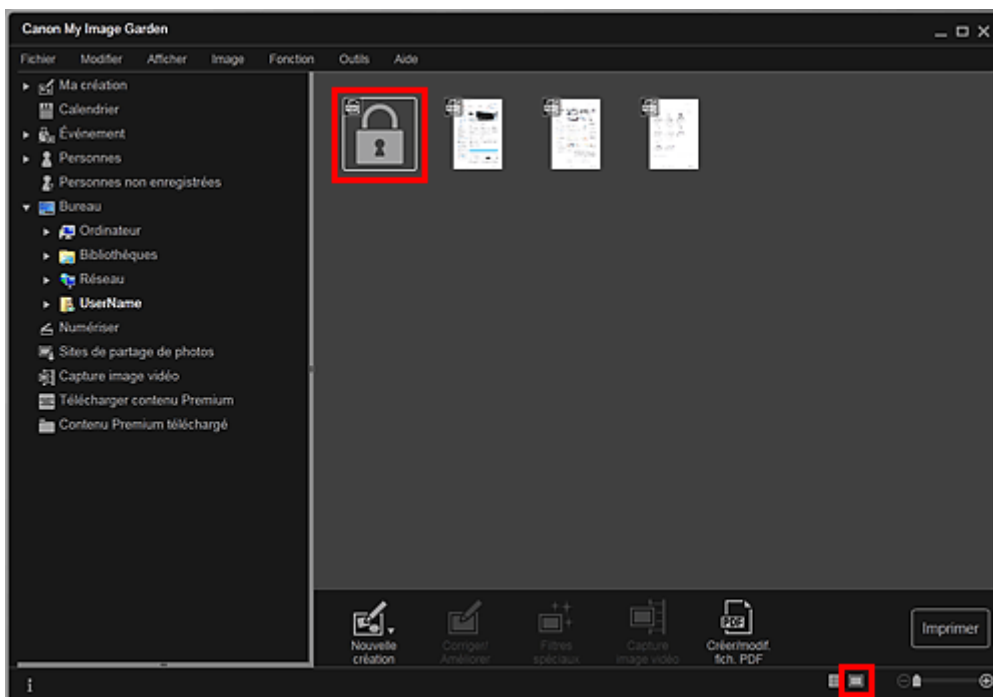 Canon My Image Garden
Fichier Modifier Afficher Image Fonction Outils Aide
Ma création
Calendrier
Événement
Personnes
Personnes non enregistrées
Bureau
Ordinateur
Bibliothèques
Réseau
UserName
Numériser
Sites de partage de photos
Capture image vidéo
Télécharger contenu Premium
Contenu Premium téléchargé
Nouvelle
création
Corriger/
Améliorer
Filtres
spéciaux
Capture
image vidéo
PDF
Créer/modif.
fich. PDF
Imprimer